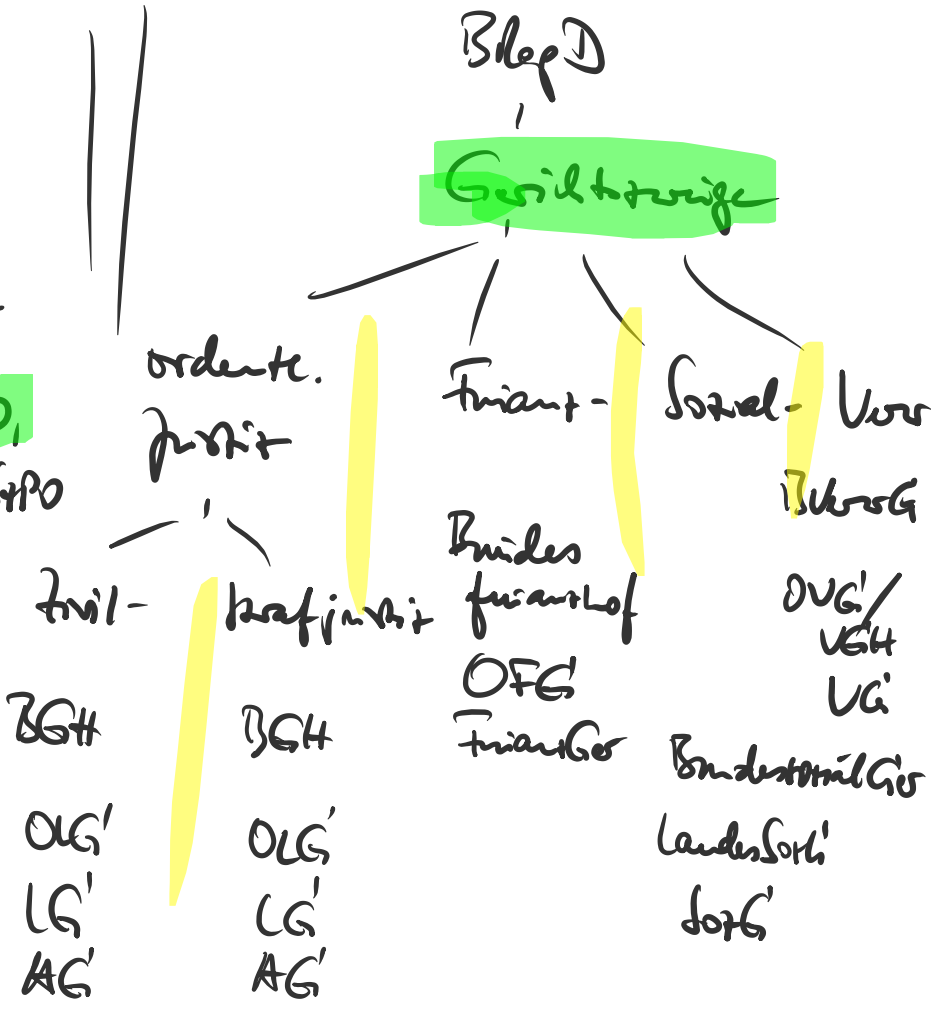 BRepD
Gerichtszweige
ordentl.
Justiz
Finanz-
Sozial-
Verw
StPO
BVerwG
Zivil-
Strafjustiz
Bundes
finanzhof
OFG
FinanzGer
OVG/
VGH
VG
BGH
OLG
LG
AG
BGH
OLG
LG
AG
BundessozialGer
LandesSozG
SozG